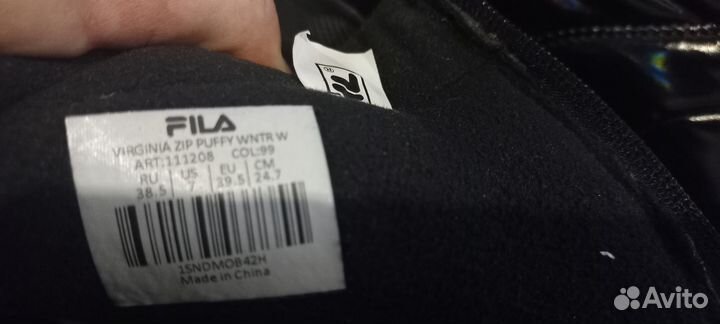 FILA
VIRGINIA ZIP PUFFY WNTR W
ART:111208 COL:99
RU US EU CM
38.5 7 39.5 24.7
1SNDMOB42H
Made in China
Avito